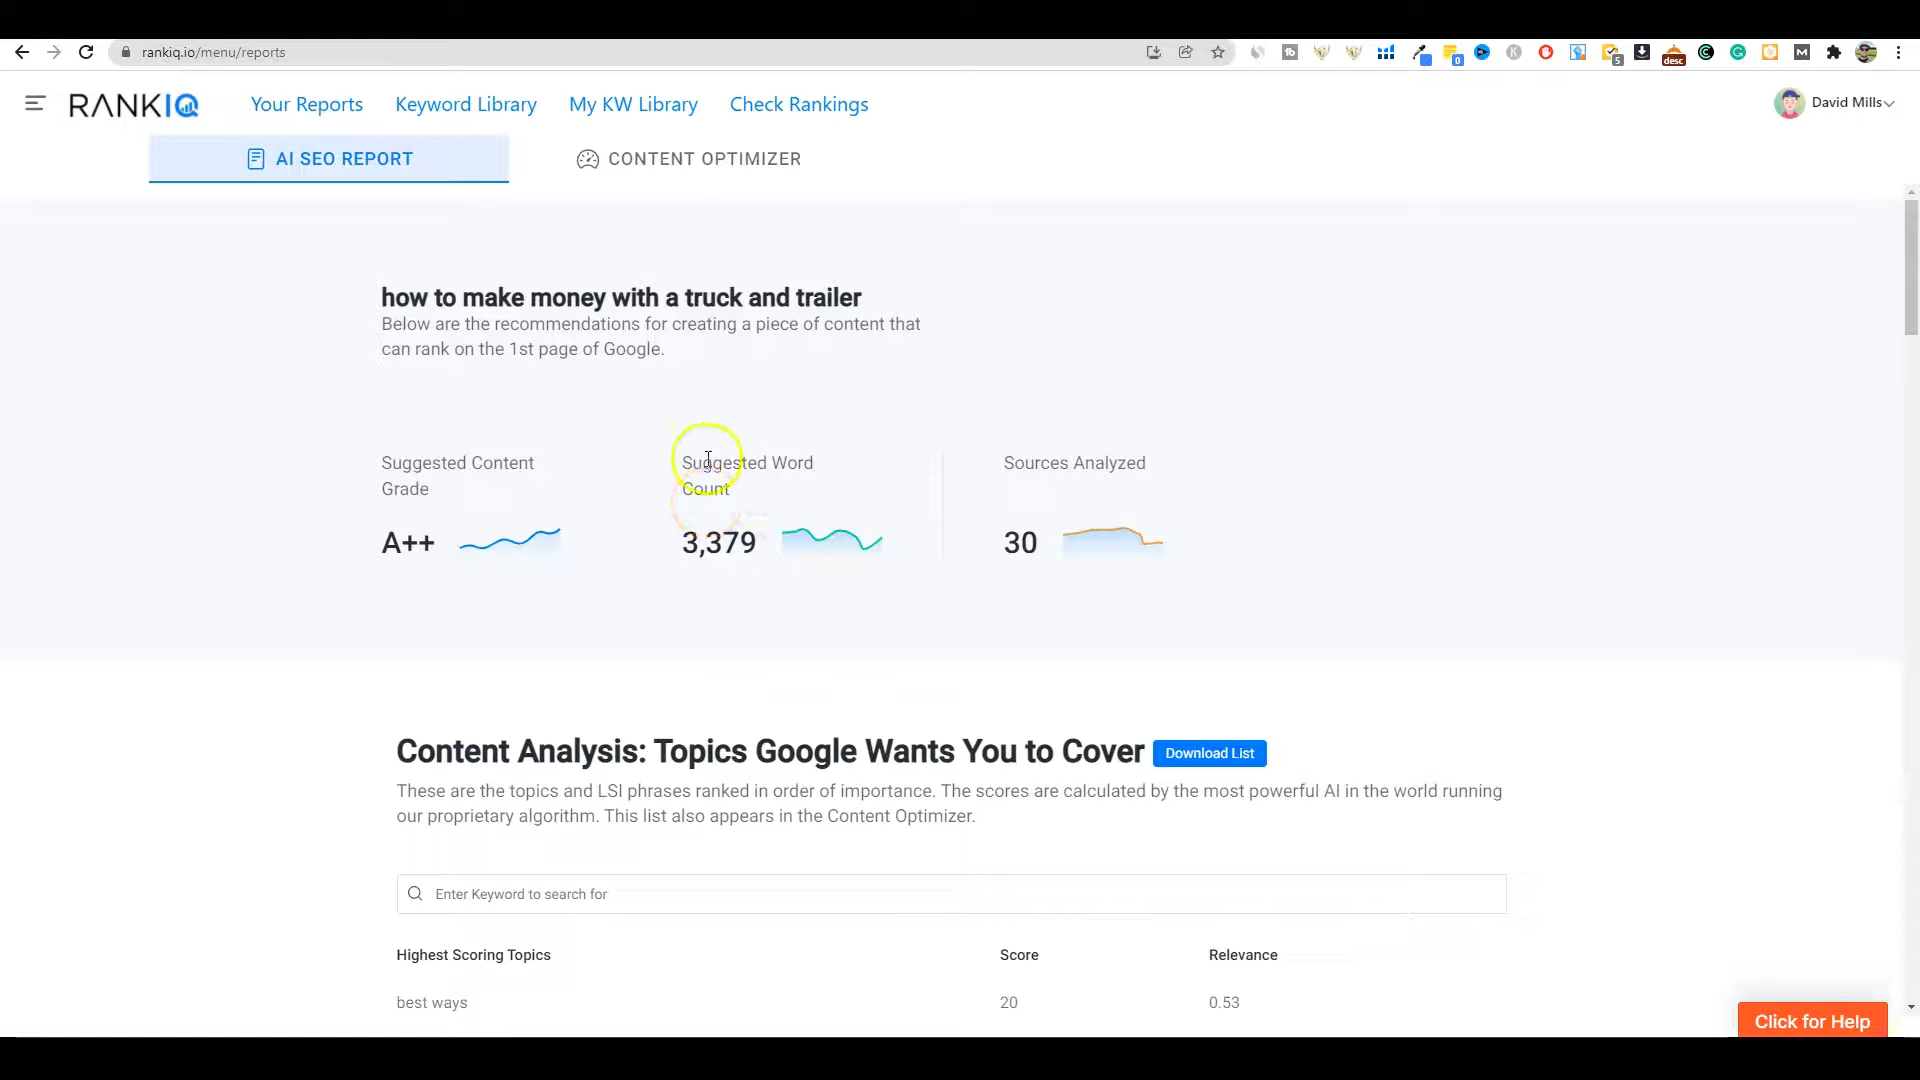 rankiq.io/menu/reports
0
5
desc
RANKIQ
Your Reports
Keyword Library
My KW Library
Check Rankings
David Mills
AI SEO REPORT
CONTENT OPTIMIZER
how to make money with a truck and trailer
Below are the recommendations for creating a piece of content that
can rank on the 1st page of Google.
Suggested Content
Grade
A++
Suggested Word
Count
3,379
Sources Analyzed
30
Content Analysis: Topics Google Wants You to Cover
Download List
These are the topics and LSI phrases ranked in order of importance. The scores are calculated by the most powerful AI in the world running
our proprietary algorithm. This list also appears in the Content Optimizer.
Enter Keyword to search for
Highest Scoring Topics
Score
Relevance
best ways
20
0.53
Click for Help